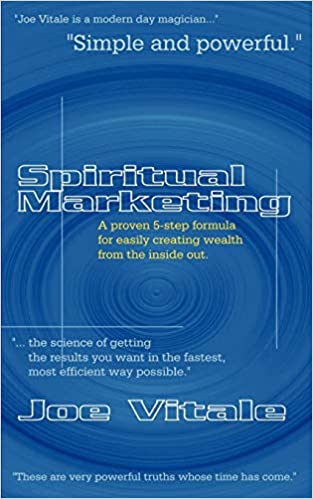 "Joe Vitale is a modern day magician..."
"Simple and powerful."
Spiritual
Marketing
A proven 5-step formula
for easily creating wealth
from the inside out.
"... the science of getting
the results you want in the fastest,
most efficient way possible."
Joe Vitale
"These are very powerful truths whose time has come."